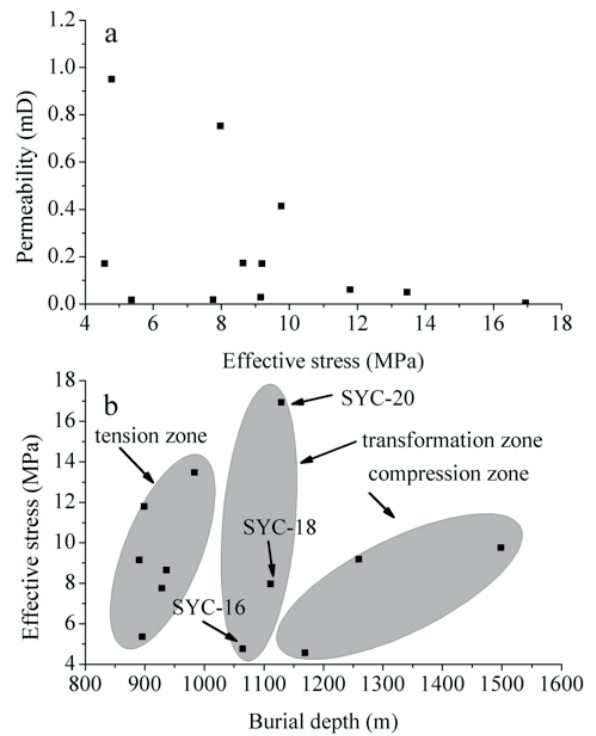 a
1.2
1.0
0.8
0.6
0.4
0.2
0.0
Permeability (mD)
4 6 8 10 12 14 16 18
Effective stress (MPa)
b
18
16
14
12
10
8
6
4
Effective stress (MPa)
tension zone
SYC-20
transformation zone
compression zone
SYC-18
SYC-16
800 900 1000 1100 1200 1300 1400 1500 1600
Burial depth (m)